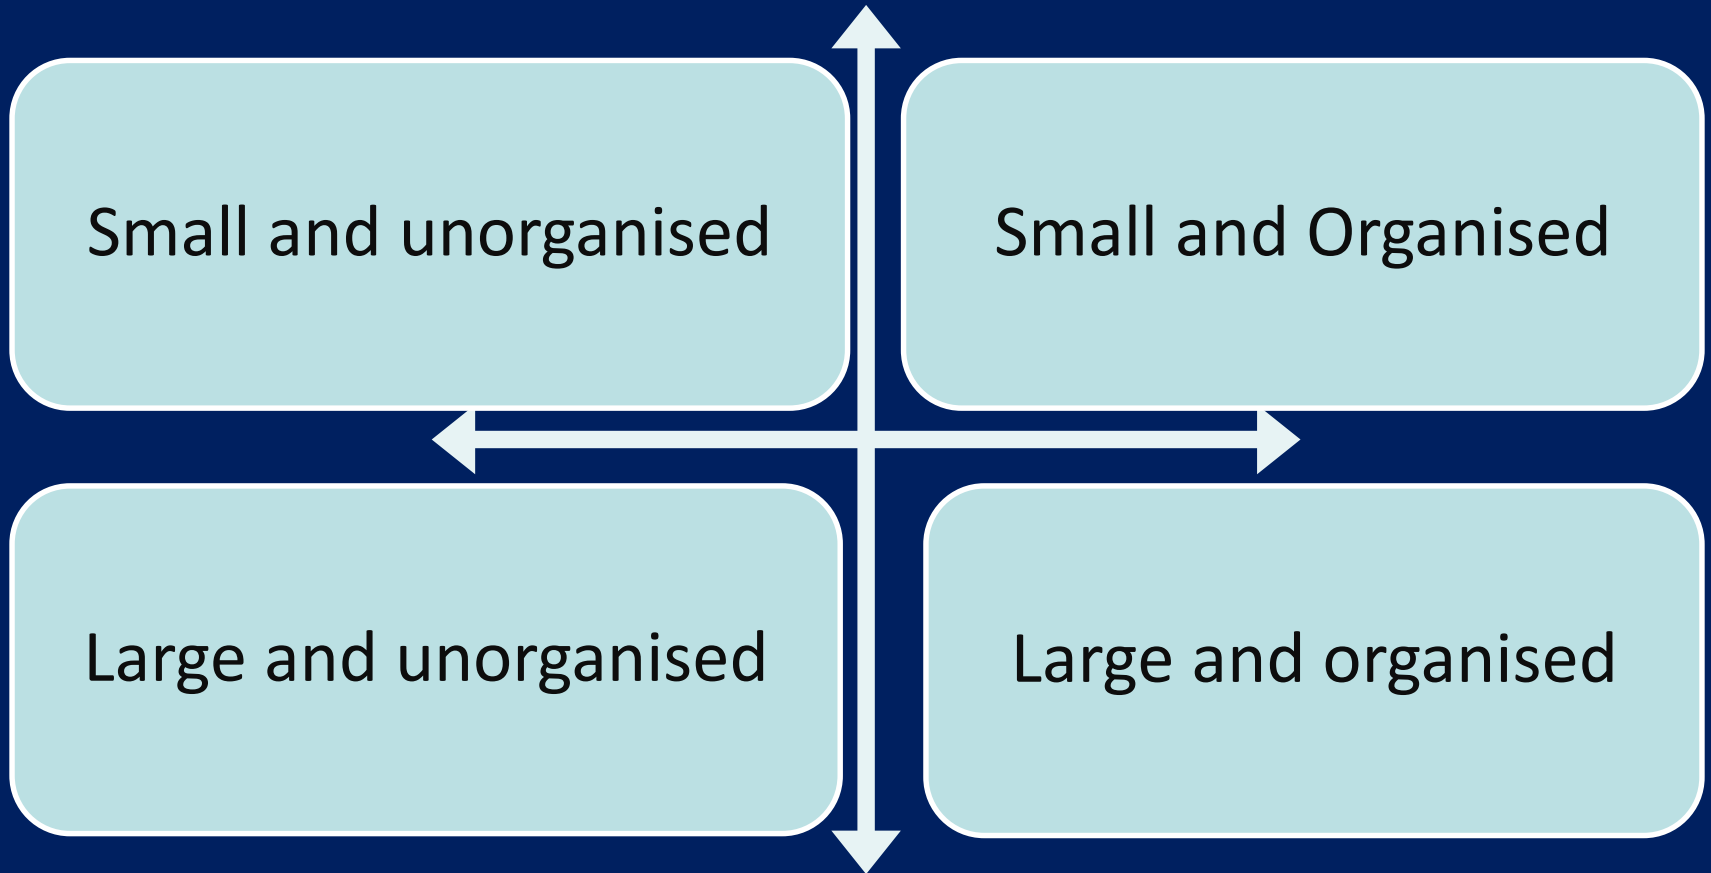 Small and unorganised
Small and Organised
Large and unorganised
Large and organised